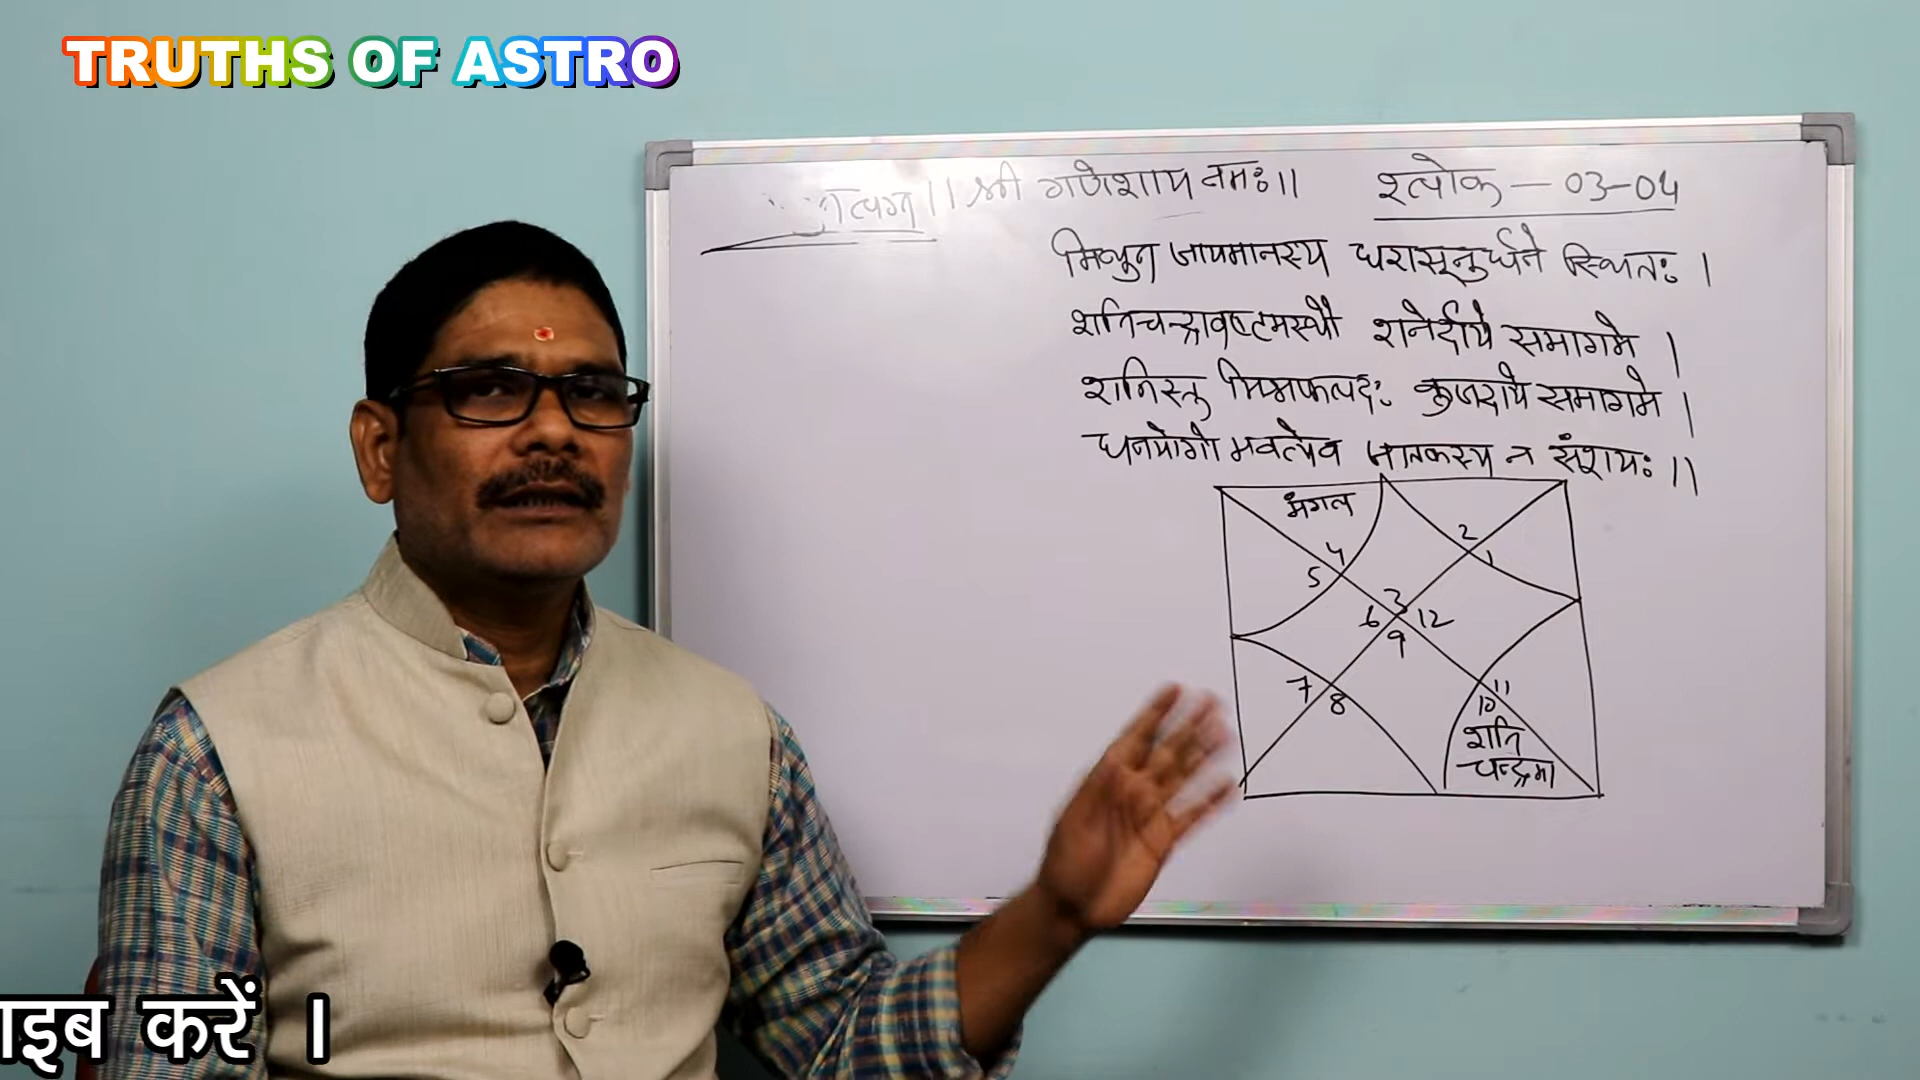 TRUTHS OF ASTRO
।। श्री गणेशाय नमः ।। श्लोक – 03-04
मिथुन जायमानस्य धरासूनुर्धने स्थितः ।
शनिचन्द्रावष्टमस्थौ शनेर्दाये समागमे ।
शनिस्तु मिश्रफलदः कुजदाये समागमे ।
धनयोगो भवत्येव जातकस्य न संशयः ।।
मंगल
4 2
5 1
3
6 12
9
7 11
8 10
शनि
चन्द्रमा
ाइब करें ।